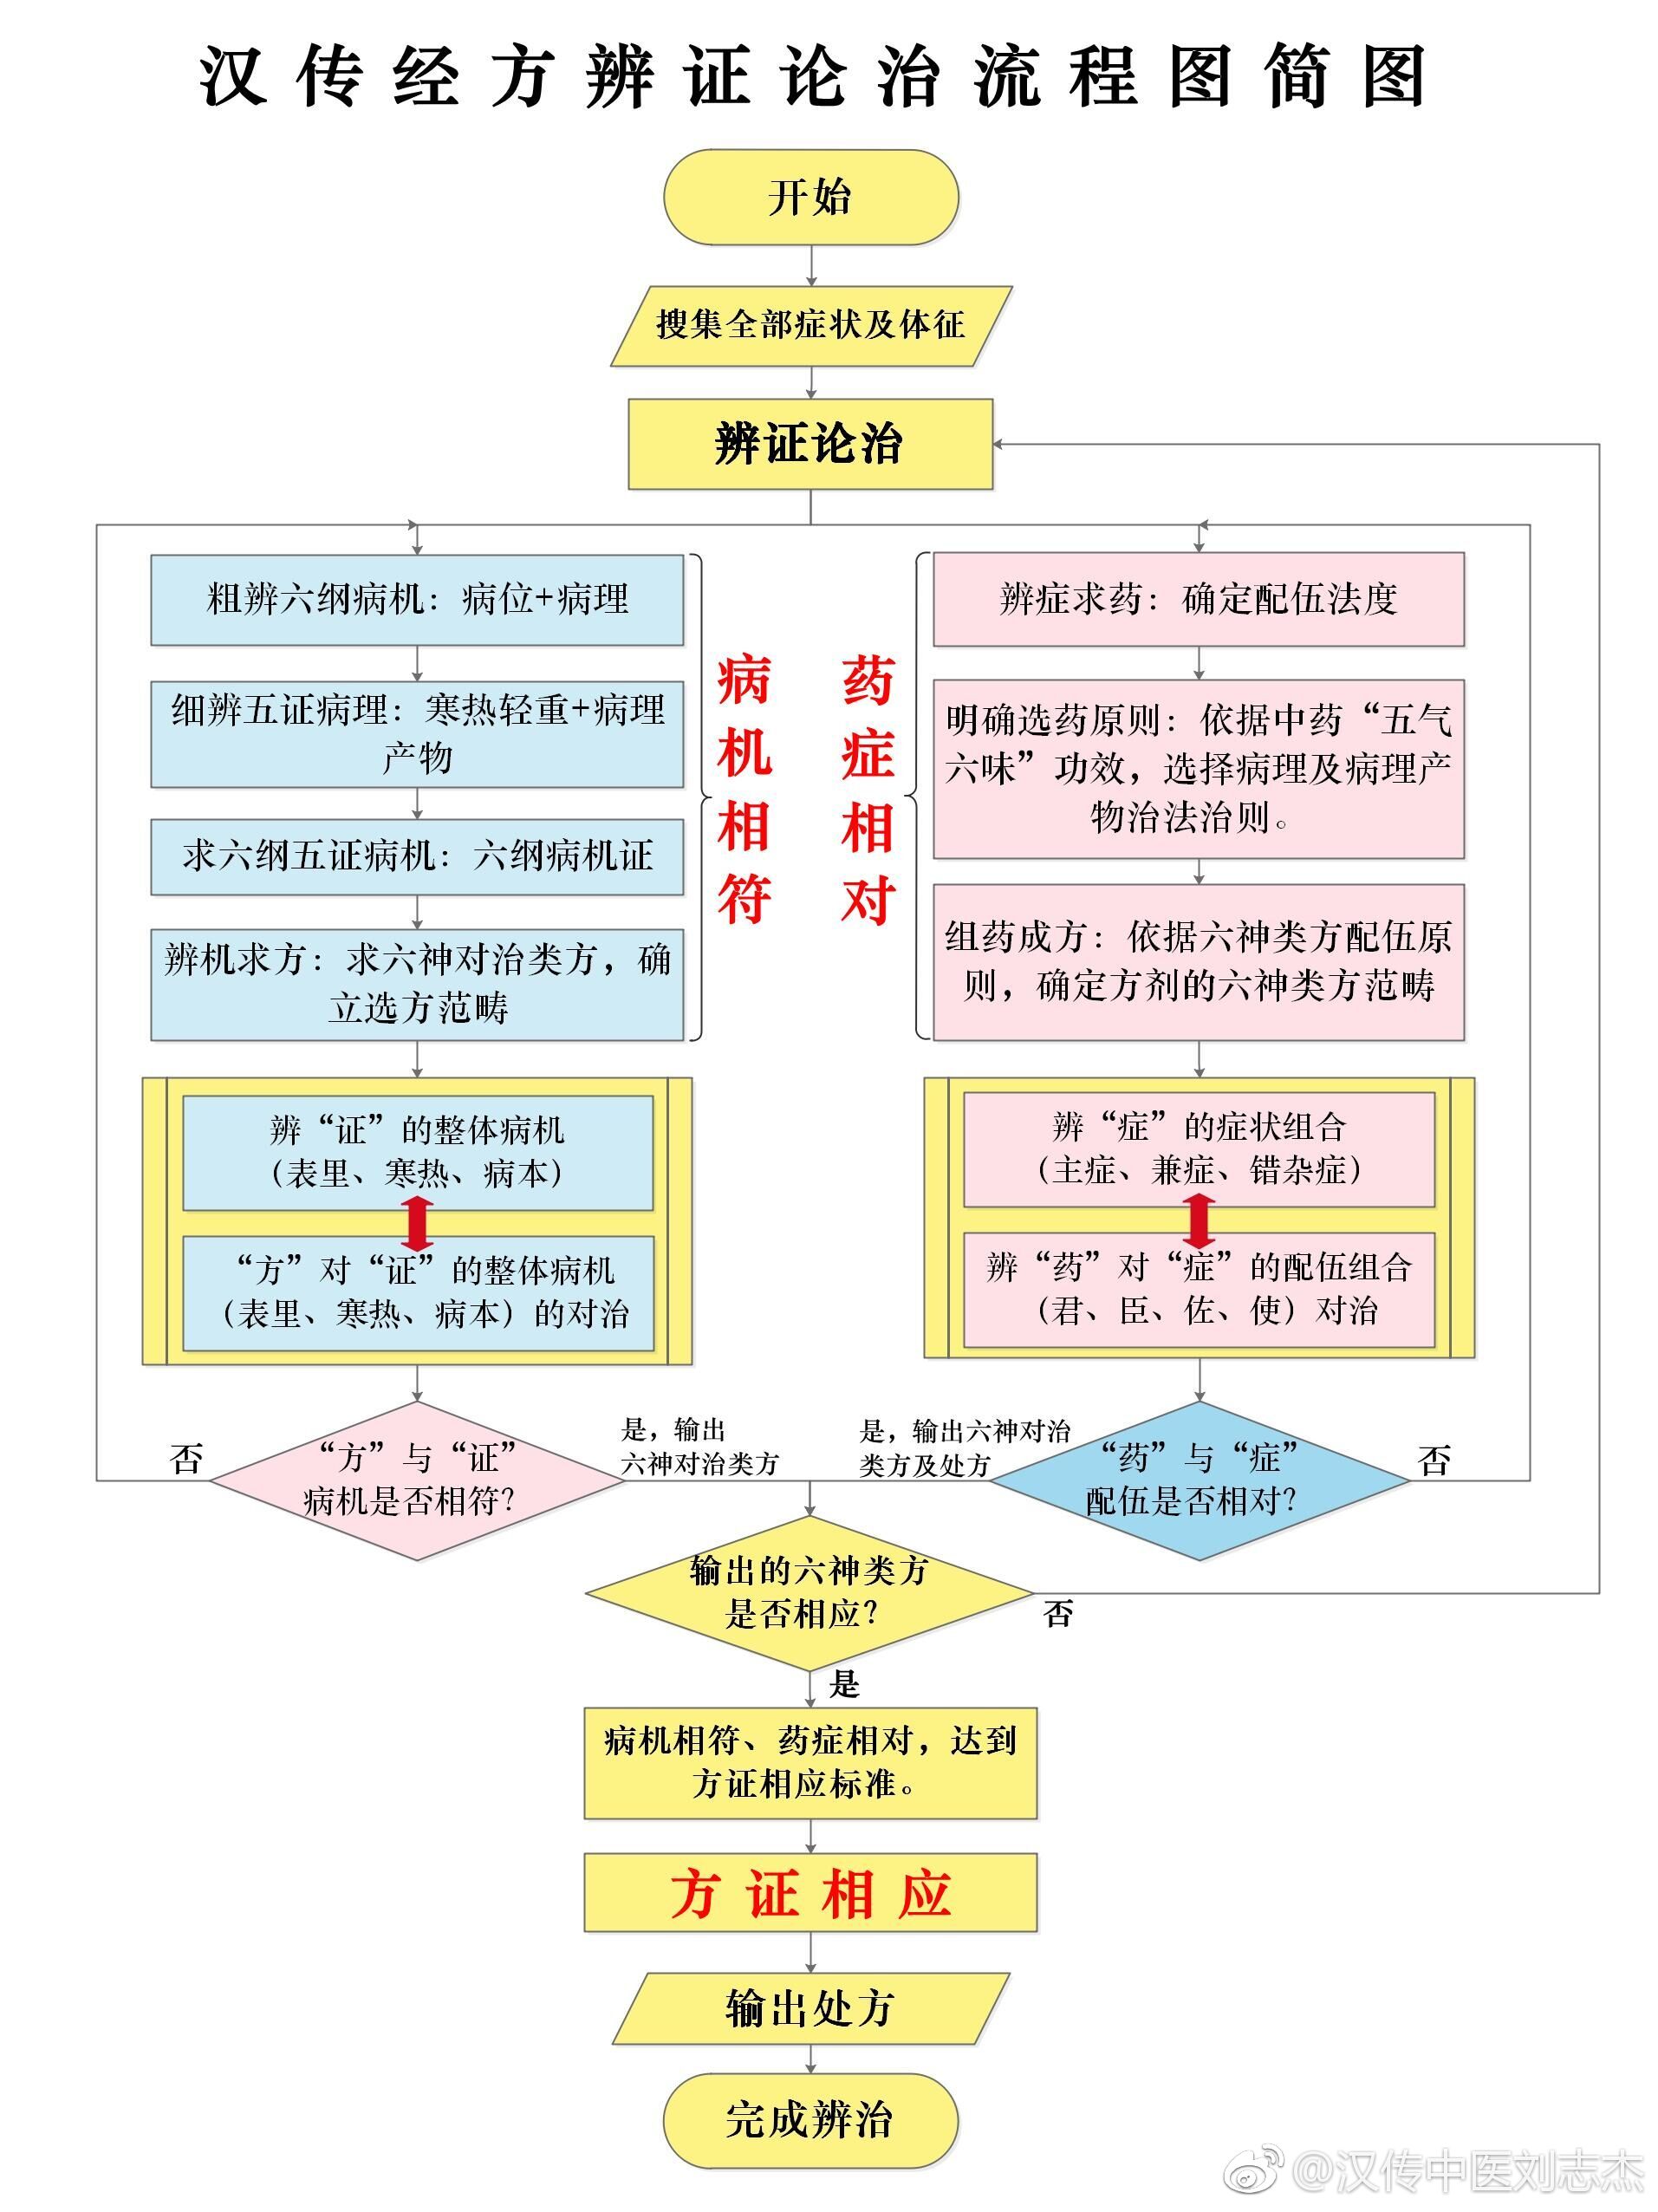 汉传经方辨证论治流程图简图
开始
搜集全部症状及体征
辨证论治
粗辨六纲病机：病位+病理
细辨五证病理：寒热轻重+病理
产物
求六纲五证病机：六纲病机证
辨机求方：求六神对治类方，确
立选方范畴
病机相符
药症相对
辨症求药：确定配伍法度
明确选药原则：依据中药“五气
六味”功效，选择病理及病理产
物治法治则。
组药成方：依据六神类方配伍原
则，确定方剂的六神类方范畴
辨“证”的整体病机
（表里、寒热、病本）
“方”对“证”的整体病机
（表里、寒热、病本）的对治
辨“症”的症状组合
（主症、兼症、错杂症）
辨“药”对“症”的配伍组合
（君、臣、佐、使）对治
否
“方”与“证”
病机是否相符？
是，输出
六神对治类方
是，输出六神对治
类方及处方
“药”与“症”
配伍是否相对？
否
输出的六神类方
是否相应？
否
是
病机相符、药症相对，达到
方证相应标准。
方证相应
输出处方
完成辨治
@汉传中医刘志杰